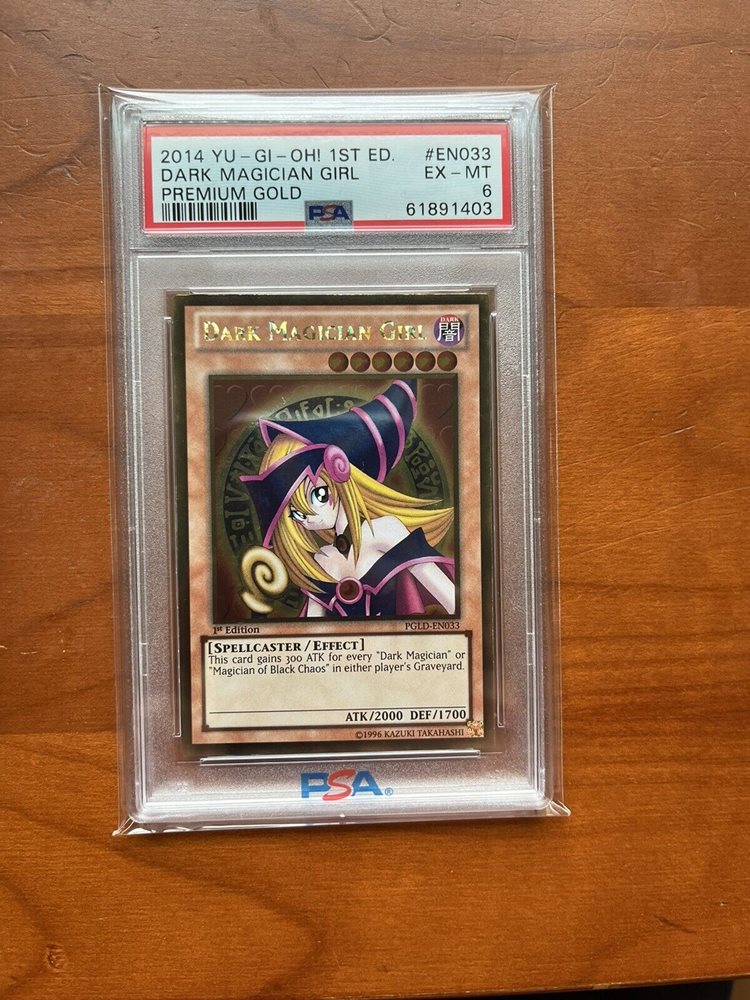 2014 YU-GI-OH! 1ST ED. #EN033
DARK MAGICIAN GIRL EX-MT
PREMIUM GOLD 6
PSA 61891403
DARK MAGICIAN GIRL DARK 闇
1st Edition PGLD-EN033
[SPELLCASTER/EFFECT]
This card gains 300 ATK for every "Dark Magician" or
"Magician of Black Chaos" in either player's Graveyard.
ATK/2000 DEF/1700
©1996 KAZUKI TAKAHASHI
PSA®